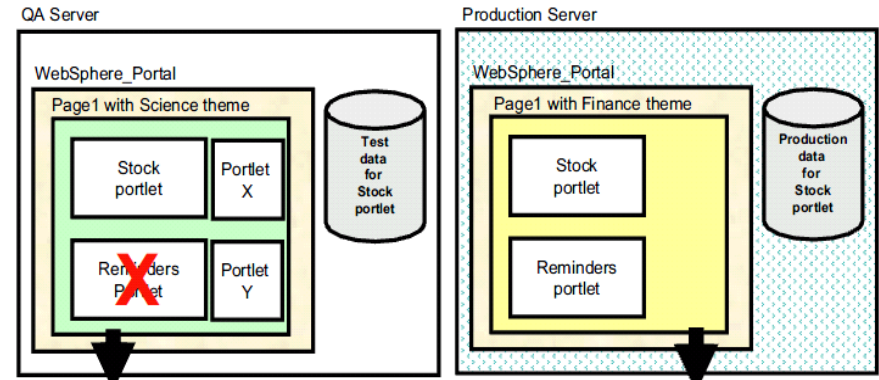 QA Server
WebSphere_Portal
Page1 with Science theme
Stock
portlet
Portlet
X
Reminders
Portlet
X
Portlet
Y
Test
data
for
Stock
portlet
Production Server
WebSphere_Portal
Page1 with Finance theme
Stock
portlet
Reminders
portlet
Production
data
for
Stock
portlet